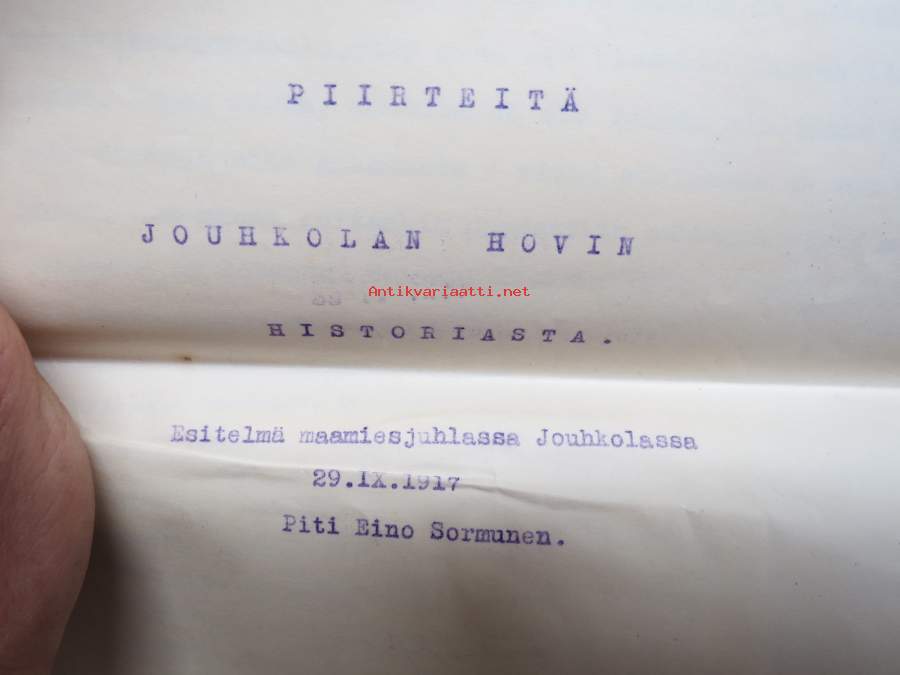 PIIRTEITÄ
JOUHKOLAN HOVIN
Antikvariaatti.net
HISTORIASTA.
Esitelmä maamiesjuhlassa Jouhkolassa
29.IX.1917
Piti Eino Sormunen.